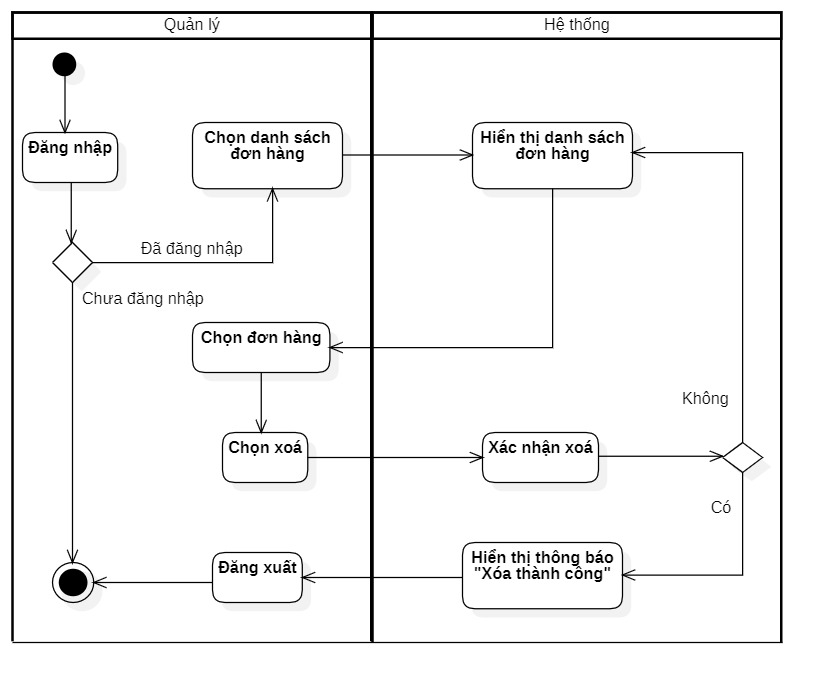 Quản lý
Hệ thống
Đăng nhập
Chọn danh sách
đơn hàng
Hiển thị danh sách
đơn hàng
Đã đăng nhập
Chưa đăng nhập
Chọn đơn hàng
Không
Chọn xoá
Xác nhận xoá
Có
Đăng xuất
Hiển thị thông báo
"Xóa thành công"